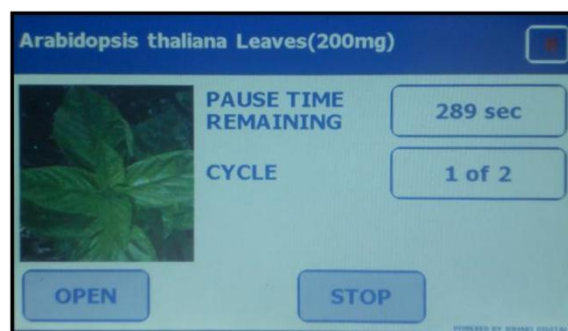 Arabidopsis thaliana Leaves(200mg)
PAUSE TIME
REMAINING
289 sec
CYCLE
1 of 2
OPEN
STOP